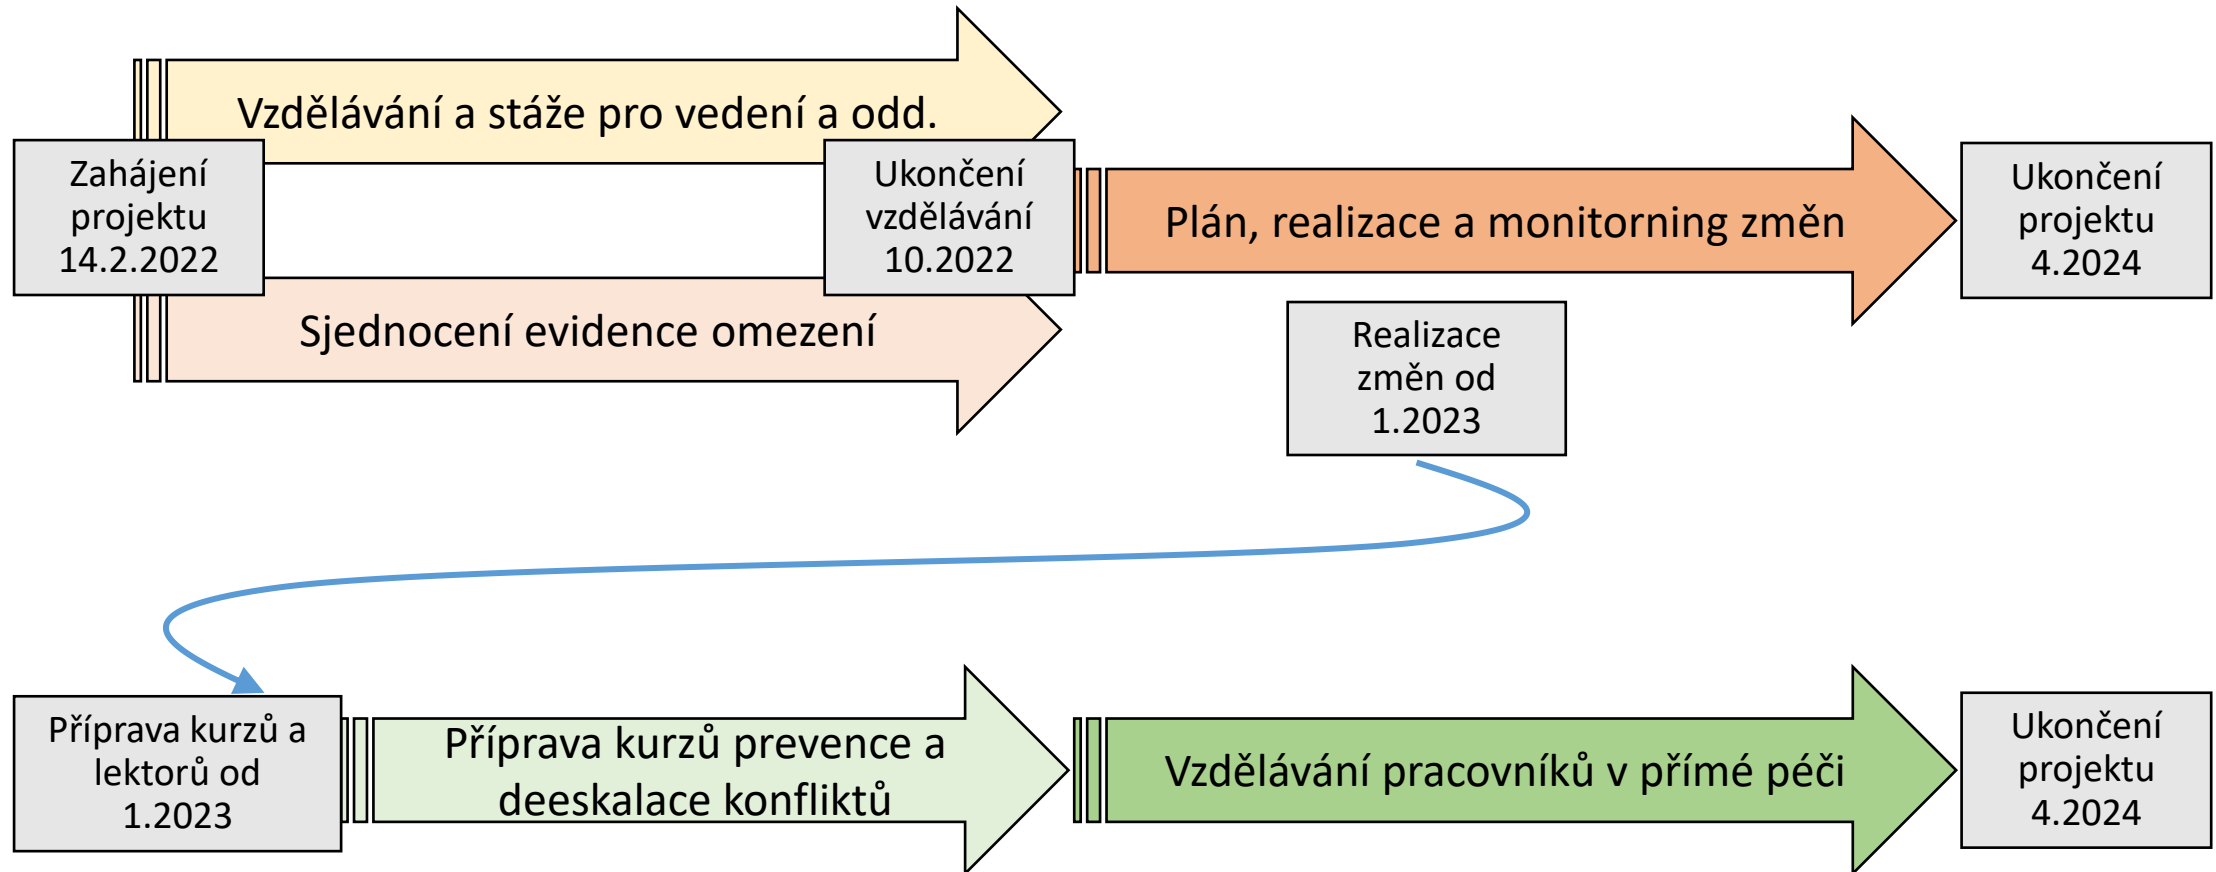 Vzdělávání a stáže pro vedení a odd.
Zahájení
projektu
14.2.2022
Ukončení
vzdělávání
10.2022
Plán, realizace a monitorning změn
Ukončení
projektu
4.2024
Sjednocení evidence omezení
Realizace
změn od
1.2023
Příprava kurzů a
lektorů od
1.2023
Příprava kurzů prevence a
deeskalace konfliktů
Vzdělávání pracovníků v přímé péči
Ukončení
projektu
4.2024